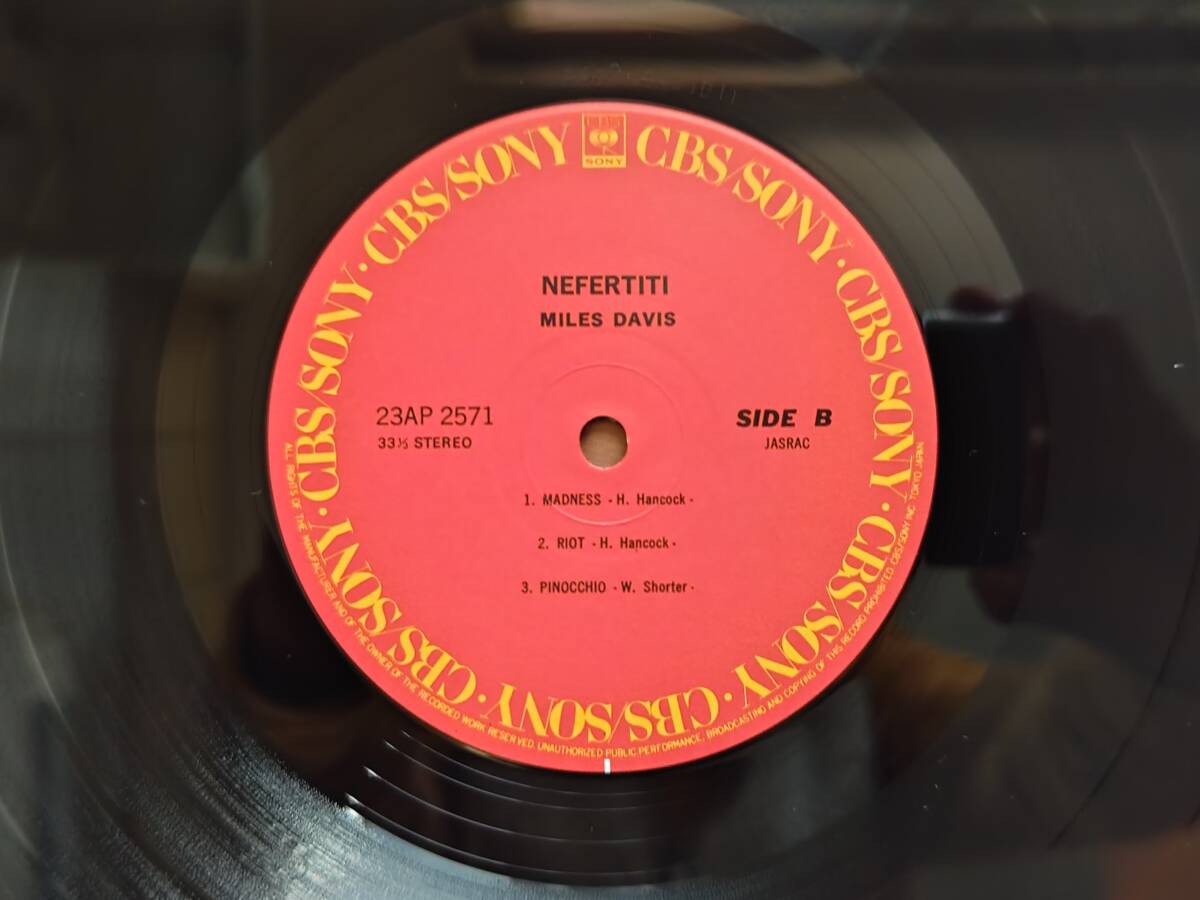 CBS/SONY · CBS/SONY · CBS/SONY · CBS/SONY · CBS/SONY · CBS/SONY · CBS/SONY · CBS/SONY
SONY
NEFERTITI
MILES DAVIS
23AP 2571
33⅓ STEREO
SIDE B
JASRAC
1. MADNESS - H. Hancock -
2. RIOT - H. Hancock -
3. PINOCCHIO - W. Shorter -
ALL RIGHTS OF THE MANUFACTURER AND OF THE OWNER OF THE RECORDED WORK RESERVED. UNAUTHORIZED PUBLIC PERFORMANCE, BROADCASTING AND COPYING OF THIS RECORD PROHIBITED. CBS/SONY INC. TOKYO JAPAN